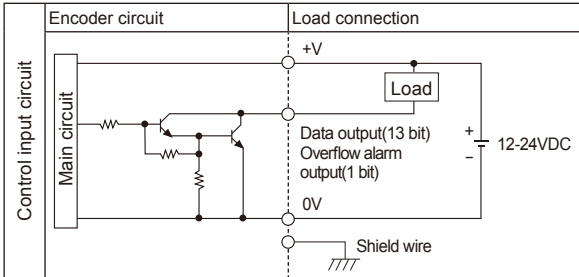 Encoder circuit
Load connection
Control input circuit
Main circuit
+V
Load
Data output(13 bit)
Overflow alarm
output(1 bit)
+
−
12-24VDC
0V
Shield wire